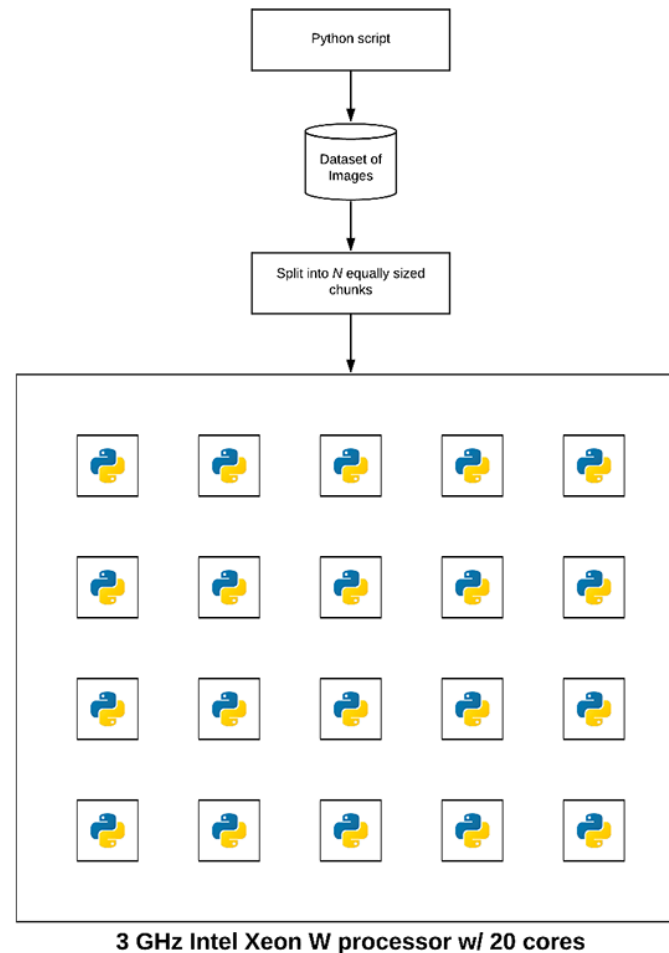 Python script
Dataset of
Images
Split into N equally sized
chunks
3 GHz Intel Xeon W processor w/ 20 cores